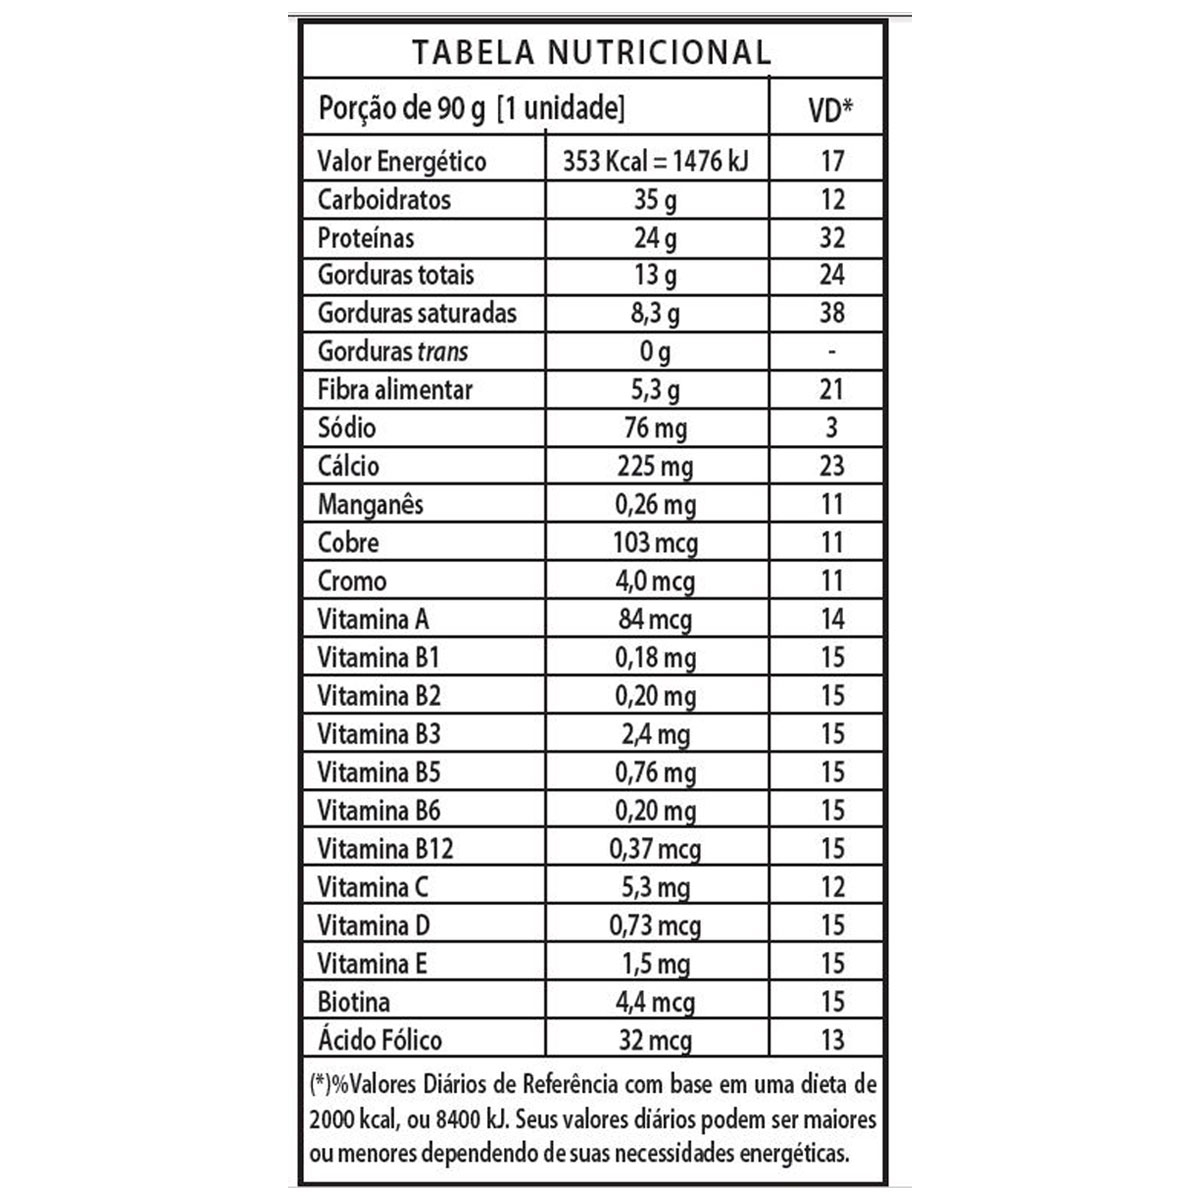 TABELA NUTRICIONAL
Porção de 90 g [1 unidade] VD*
Valor Energético 353 Kcal = 1476 kJ 17
Carboidratos 35 g 12
Proteínas 24 g 32
Gorduras totais 13 g 24
Gorduras saturadas 8,3 g 38
Gorduras trans 0 g -
Fibra alimentar 5,3 g 21
Sódio 76 mg 3
Cálcio 225 mg 23
Manganês 0,26 mg 11
Cobre 103 mcg 11
Cromo 4,0 mcg 11
Vitamina A 84 mcg 14
Vitamina B1 0,18 mg 15
Vitamina B2 0,20 mg 15
Vitamina B3 2,4 mg 15
Vitamina B5 0,76 mg 15
Vitamina B6 0,20 mg 15
Vitamina B12 0,37 mcg 15
Vitamina C 5,3 mg 12
Vitamina D 0,73 mcg 15
Vitamina E 1,5 mg 15
Biotina 4,4 mcg 15
Ácido Fólico 32 mcg 13
(*)%Valores Diários de Referência com base em uma dieta de
2000 kcal, ou 8400 kJ. Seus valores diários podem ser maiores
ou menores dependendo de suas necessidades energéticas.